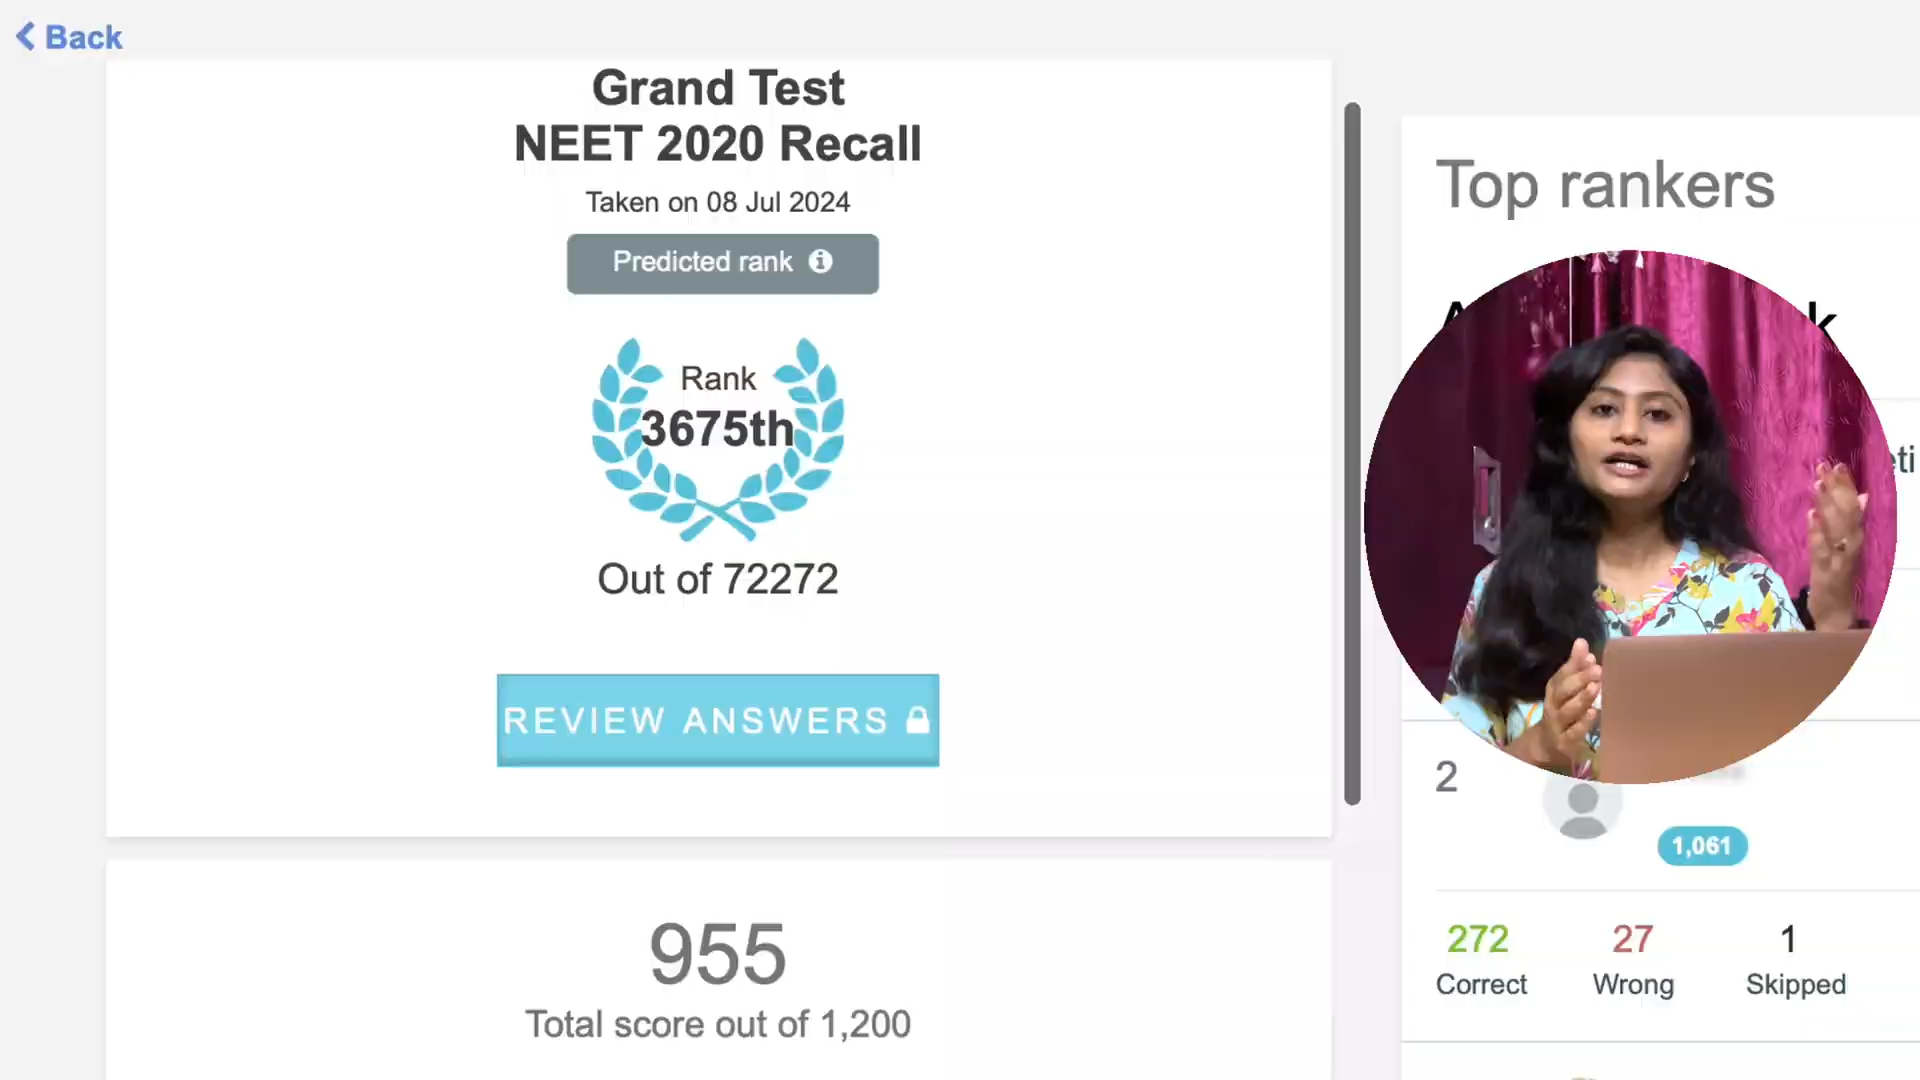 Back
Grand Test
NEET 2020 Recall
Taken on 08 Jul 2024
Predicted rank
Rank
3675th
Out of 72272
REVIEW ANSWERS
955
Total score out of 1,200
Top rankers
2
1,061
272 27 1
Correct Wrong Skipped